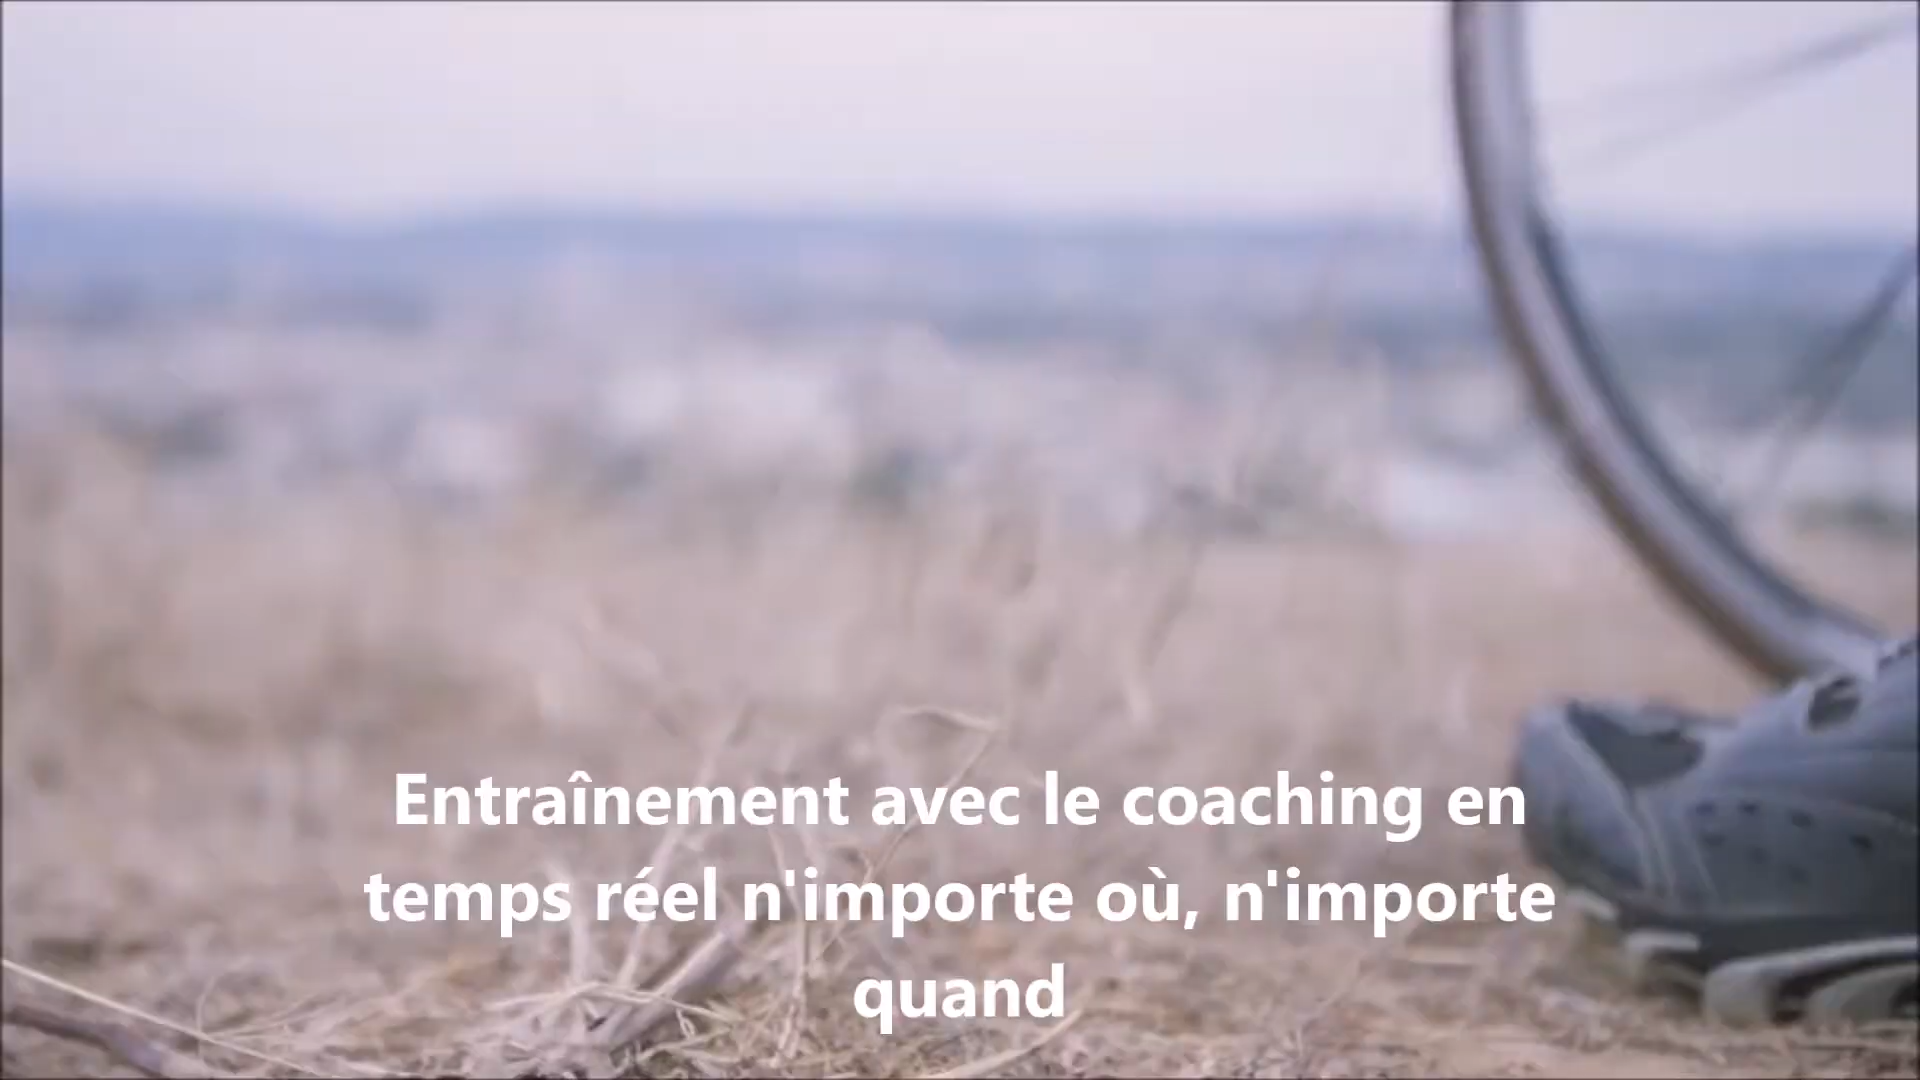 Entraînement avec le coaching en
temps réel n'importe où, n'importe
quand